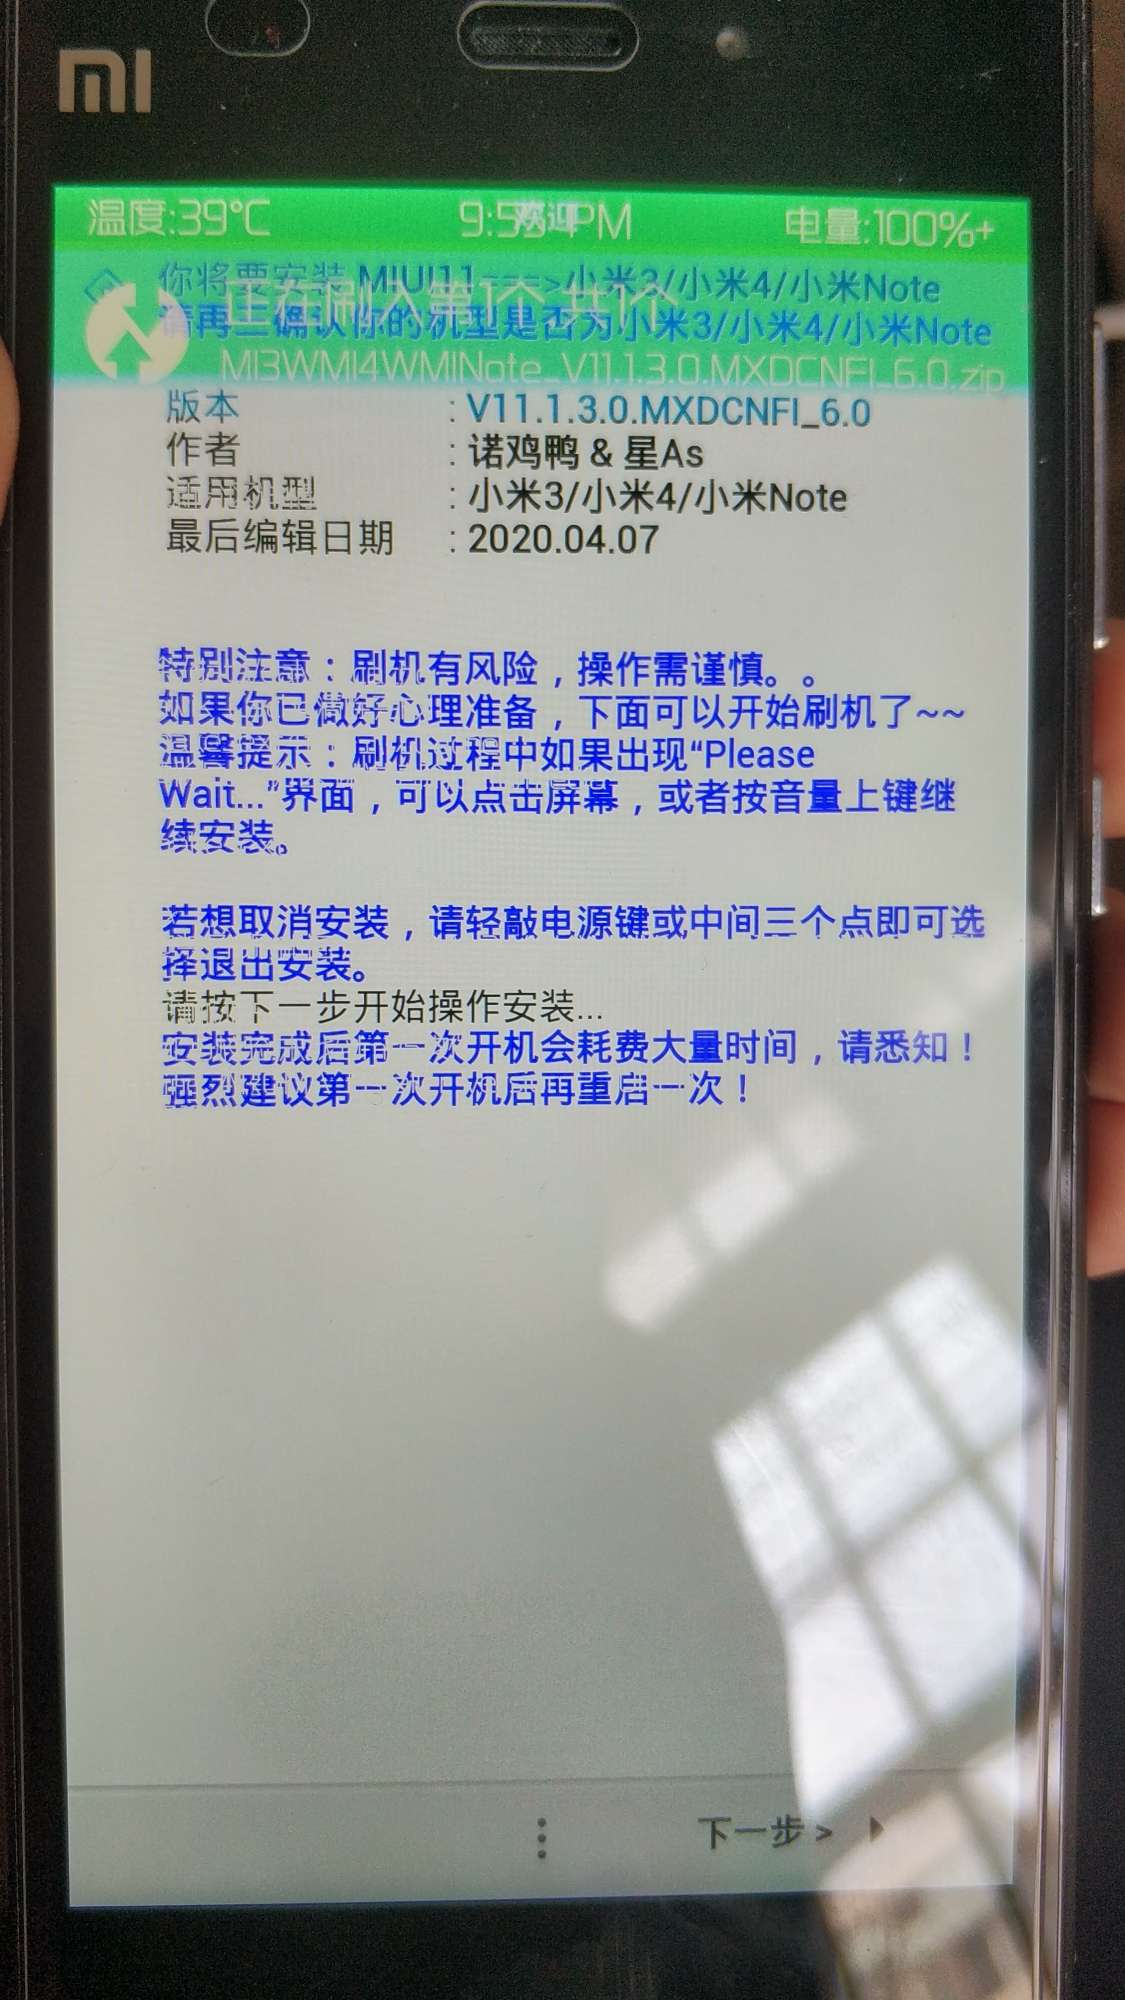 MI
温度:39℃
欢迎
电量:100%+
你将要安装 MIUI11===>小米3/小米4/小米Note
正在刷入第1个 共1个
请再三确认你的机型是否为小米3/小米4/小米Note
MI3WMI4WMINote_V11.1.3.0.MXDCNFI_6.0.zip
版本 : V11.1.3.0.MXDCNFI_6.0
作者 : 诺鸡鸭 & 星As
适用机型 : 小米3/小米4/小米Note
最后编辑日期 : 2020.04.07
特别注意：刷机有风险，操作需谨慎。。
如果你已做好心理准备，下面可以开始刷机了~~
温馨提示：刷机过程中如果出现“Please
Wait...”界面，可以点击屏幕，或者按音量上键继
续安装。
若想取消安装，请轻敲电源键或中间三个点即可选
择退出安装。
请按下一步开始操作安装...
安装完成后第一次开机会耗费大量时间，请悉知！
强烈建议第一次开机后再重启一次！
下一步 >